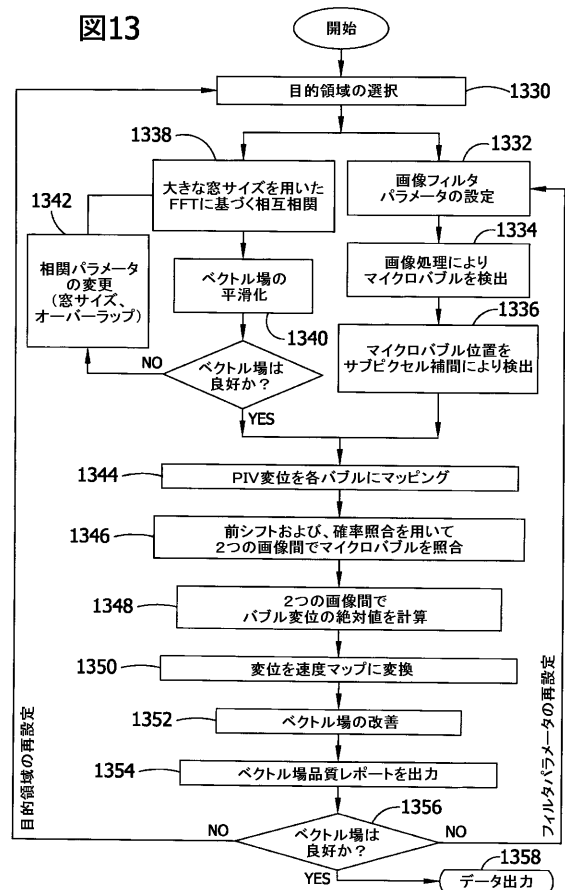 図13
開始
目的領域の選択
1330
1338
1332
大きな窓サイズを用いた
FFTに基づく相互相関
画像フィルタ
パラメータの設定
1342
1334
相関パラメータ
の変更
(窓サイズ、
オーバーラップ)
ベクトル場の
平滑化
画像処理により
マイクロバブルを検出
1340
1336
マイクロバブル位置を
サブピクセル補間により検出
NO
ベクトル場は
良好か?
YES
1344
PIV変位を各バブルにマッピング
1346
前シフトおよび、確率照合を用いて
2つの画像間でマイクロバブルを照合
1348
2つの画像間で
バブル変位の絶対値を計算
1350
変位を速度マップに変換
1352
ベクトル場の改善
1354
ベクトル場品質レポートを出力
1356
目的領域の再設定
フィルタパラメータの再設定
NO
ベクトル場は
良好か?
NO
YES
1358
データ出力